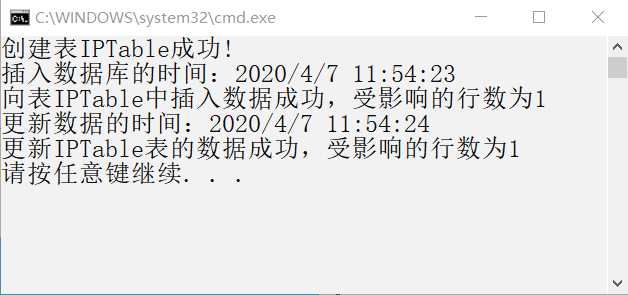 C:\WINDOWS\system32\cmd.exe
创建表IPTable成功!
插入数据库的时间：2020/4/7 11:54:23
向表IPTable中插入数据成功，受影响的行数为1
更新数据的时间：2020/4/7 11:54:24
更新IPTable表的数据成功，受影响的行数为1
请按任意键继续. . .